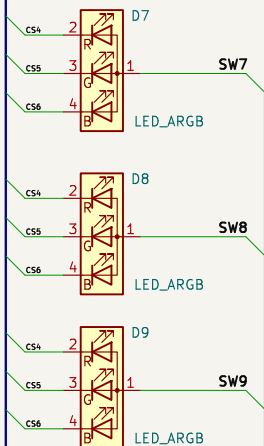 D7
CS4 2 R
SW7
CS5 3 G 1
CS6 4 B
LED_ARGB
D8
CS4 2 R
SW8
CS5 3 G 1
CS6 4 B
LED_ARGB
D9
CS4 2 R
SW9
CS5 3 G 1
CS6 4 B
LED_ARGB